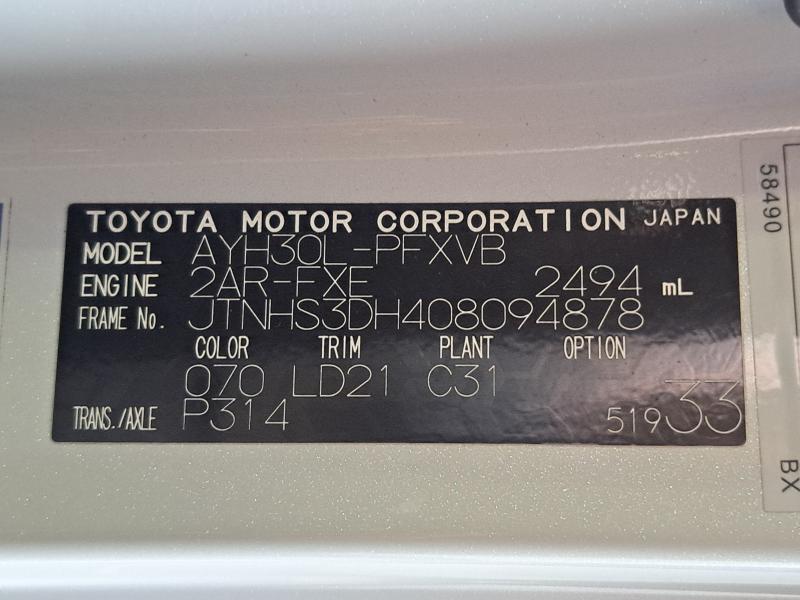 TOYOTA MOTOR CORPORATION JAPAN
MODEL AYH30L-PFXVB
ENGINE 2AR-FXE 2494 mL
FRAME No. JTNHS3DH408094878
COLOR TRIM PLANT OPTION
070 LD21 C31
TRANS./AXLE P314 51933
58490
BX